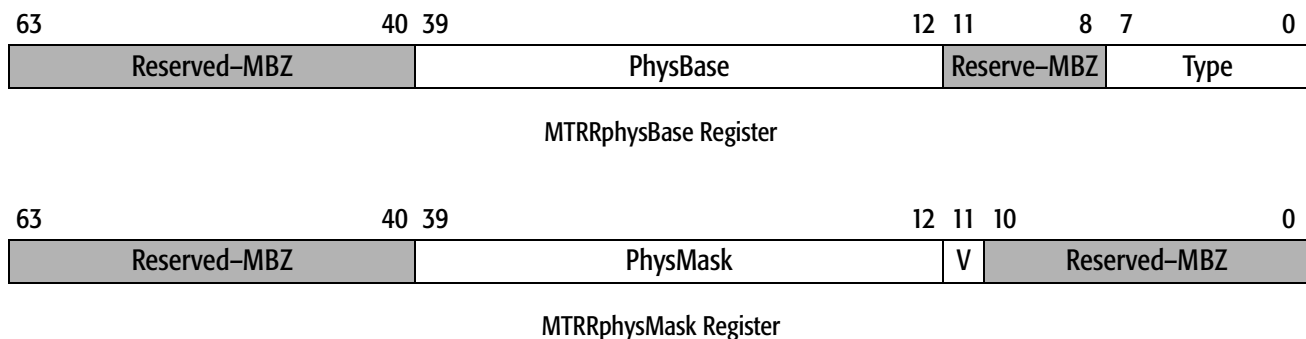 63 40 39 12 11 8 7 0
Reserved–MBZ PhysBase Reserve–MBZ Type
MTRRphysBase Register
63 40 39 12 11 10 0
Reserved–MBZ PhysMask V Reserved–MBZ
MTRRphysMask Register